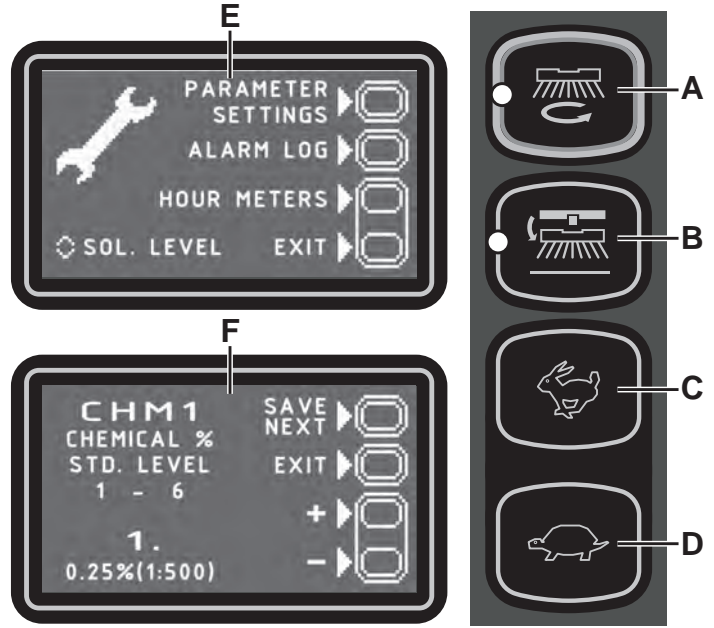 E
PARAMETER
SETTINGS
ALARM LOG
HOUR METERS
SOL. LEVEL EXIT
F
CHM1
CHEMICAL %
STD. LEVEL
1 - 6
1.
0.25%(1:500)
SAVE
NEXT
EXIT
+
-
A
B
C
D